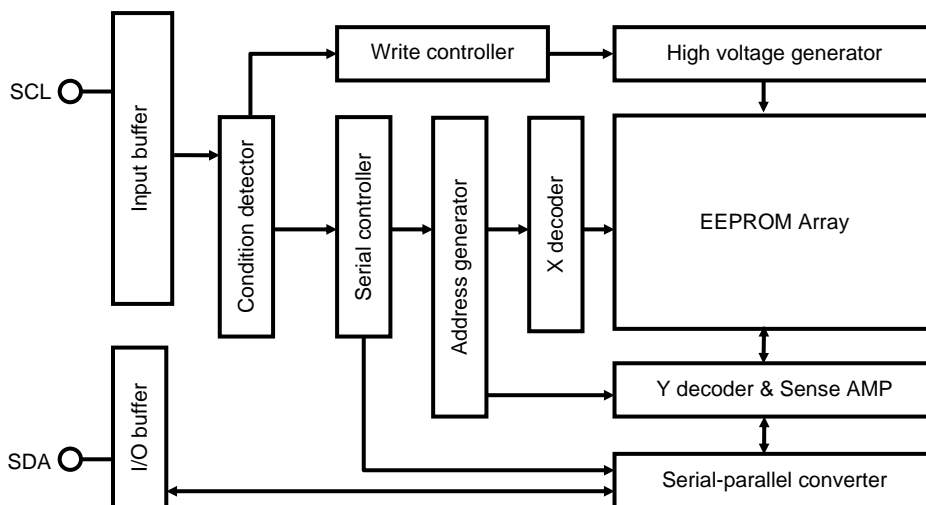 Write controller
High voltage generator
SCL
Input buffer
Condition detector
Serial controller
Address generator
X decoder
EEPROM Array
Y decoder & Sense AMP
SDA
I/O buffer
Serial-parallel converter